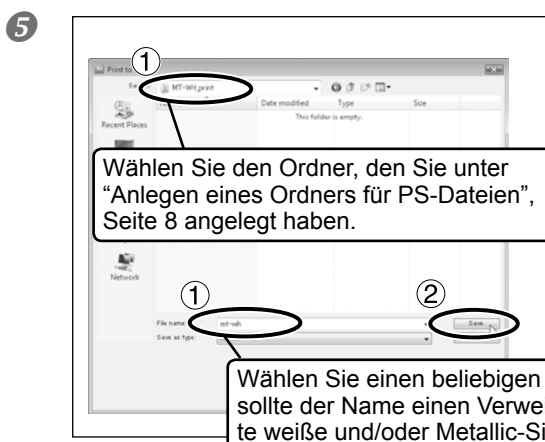 5
Print to
①
MT-WH_print
Date modified Type Size
This folder is empty.
Recent Places
Wählen Sie den Ordner, den Sie unter
“Anlegen eines Ordners für PS-Dateien”,
Seite 8 angelegt haben.
Network
① ②
File name: mt-wh Save
Save as type:
Wählen Sie einen beliebigen
sollte der Name einen Verwe
te weiße und/oder Metallic-Si